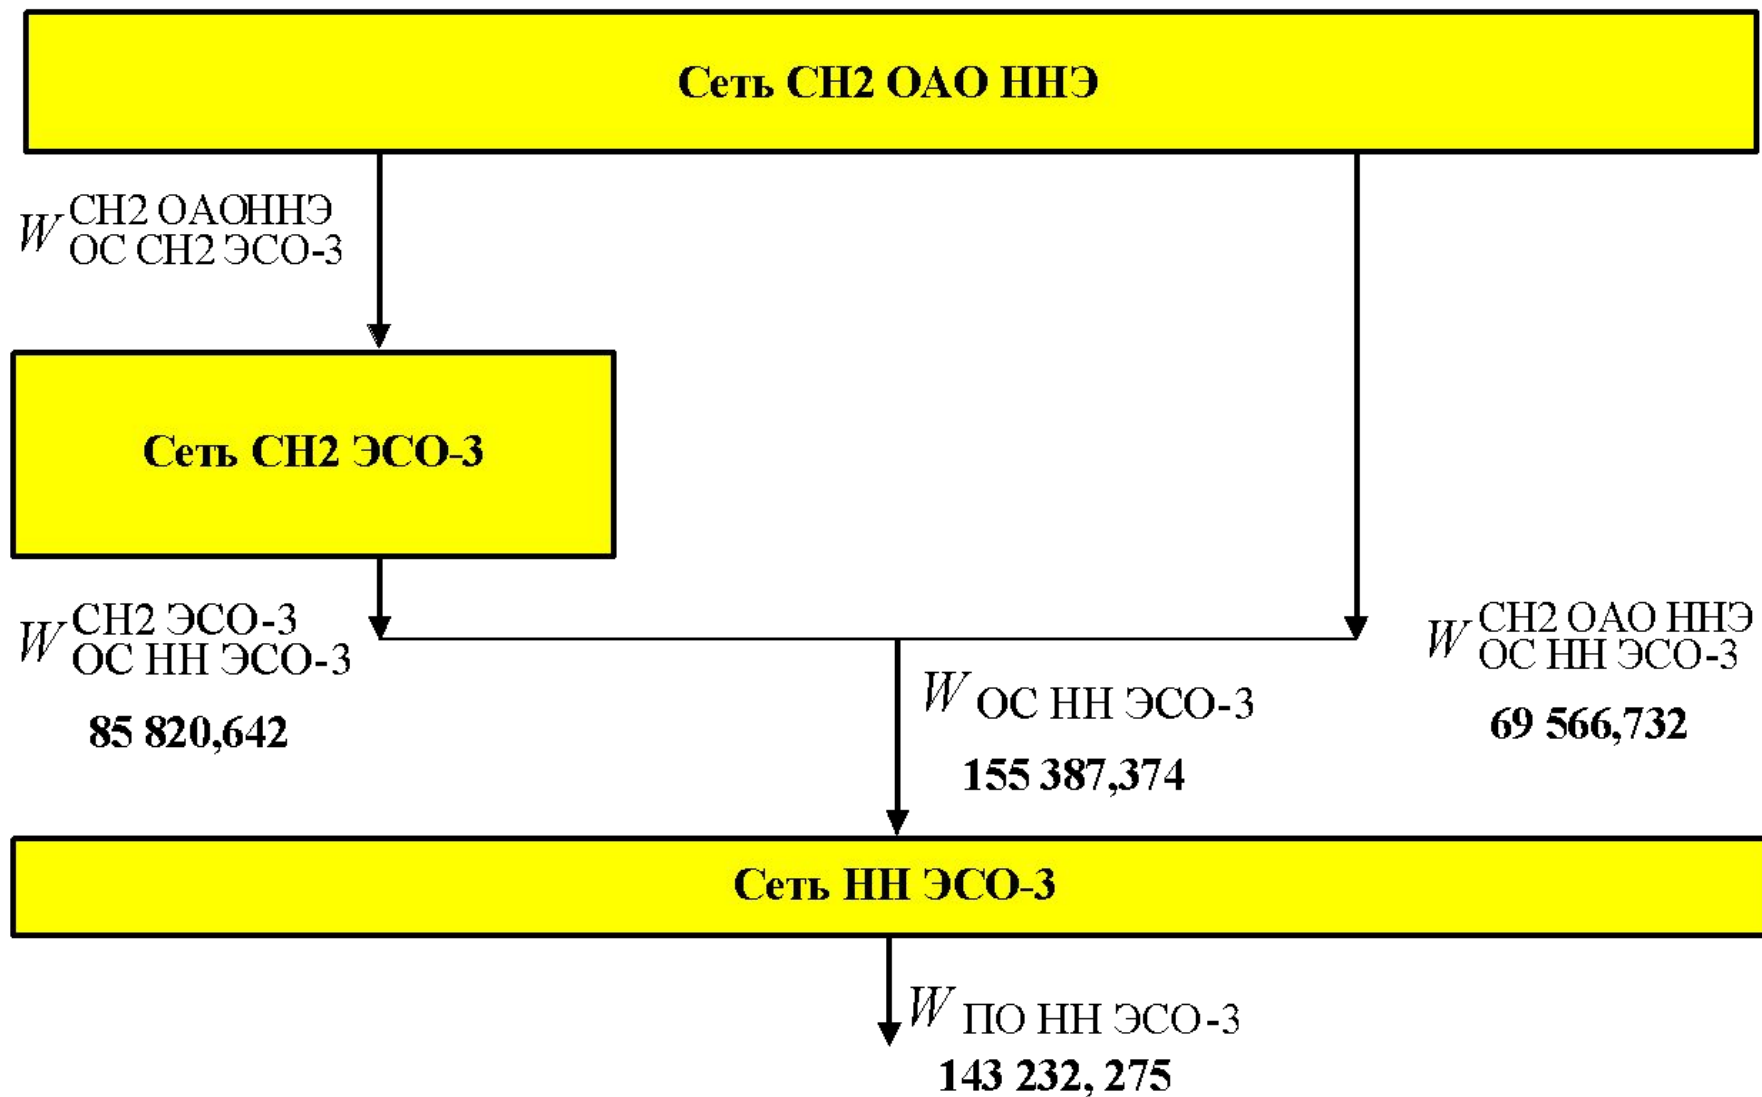 Сеть СН2 ОАО ННЭ
W СН2 ОАОННЭ
ОС СН2 ЭСО-3
Сеть СН2 ЭСО-3
W СН2 ЭСО-3
ОС НН ЭСО-3
85 820,642
W ОС НН ЭСО-3
155 387,374
W СН2 ОАО ННЭ
ОС НН ЭСО-3
69 566,732
Сеть НН ЭСО-3
W ПО НН ЭСО-3
143 232, 275